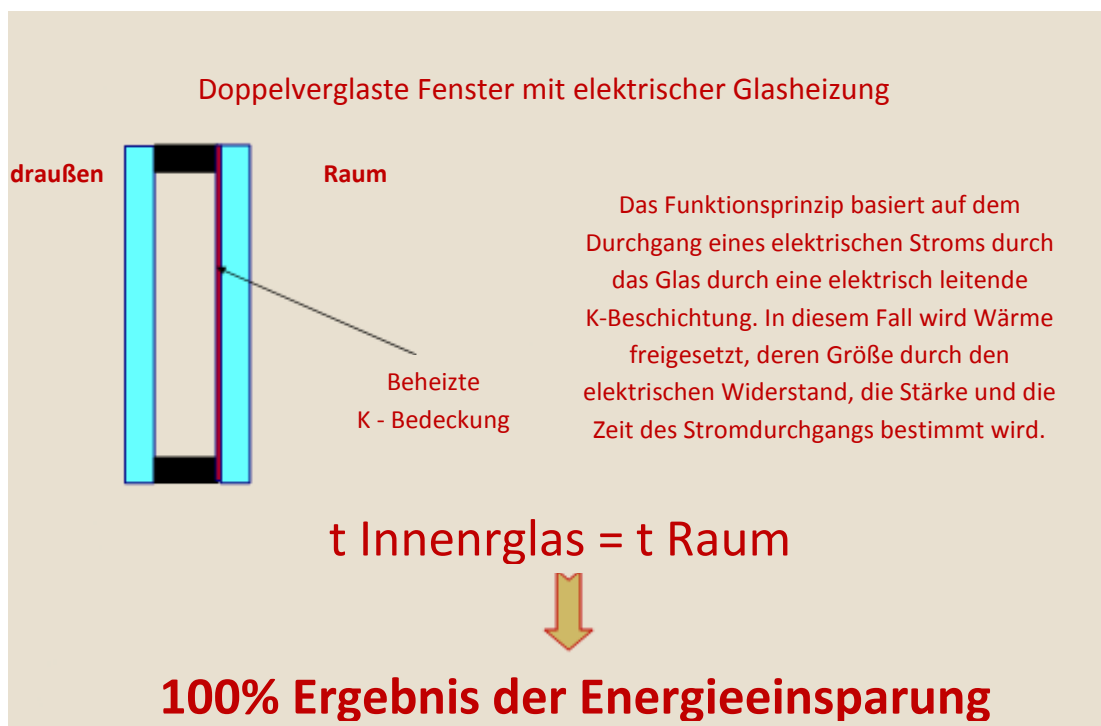 Doppelverglaste Fenster mit elektrischer Glasheizung
draußen
Raum
Das Funktionsprinzip basiert auf dem
Durchgang eines elektrischen Stroms durch
das Glas durch eine elektrisch leitende
K-Beschichtung. In diesem Fall wird Wärme
freigesetzt, deren Größe durch den
elektrischen Widerstand, die Stärke und die
Zeit des Stromdurchgangs bestimmt wird.
Beheizte
K - Bedeckung
t Innenrglas = t Raum
100% Ergebnis der Energieeinsparung